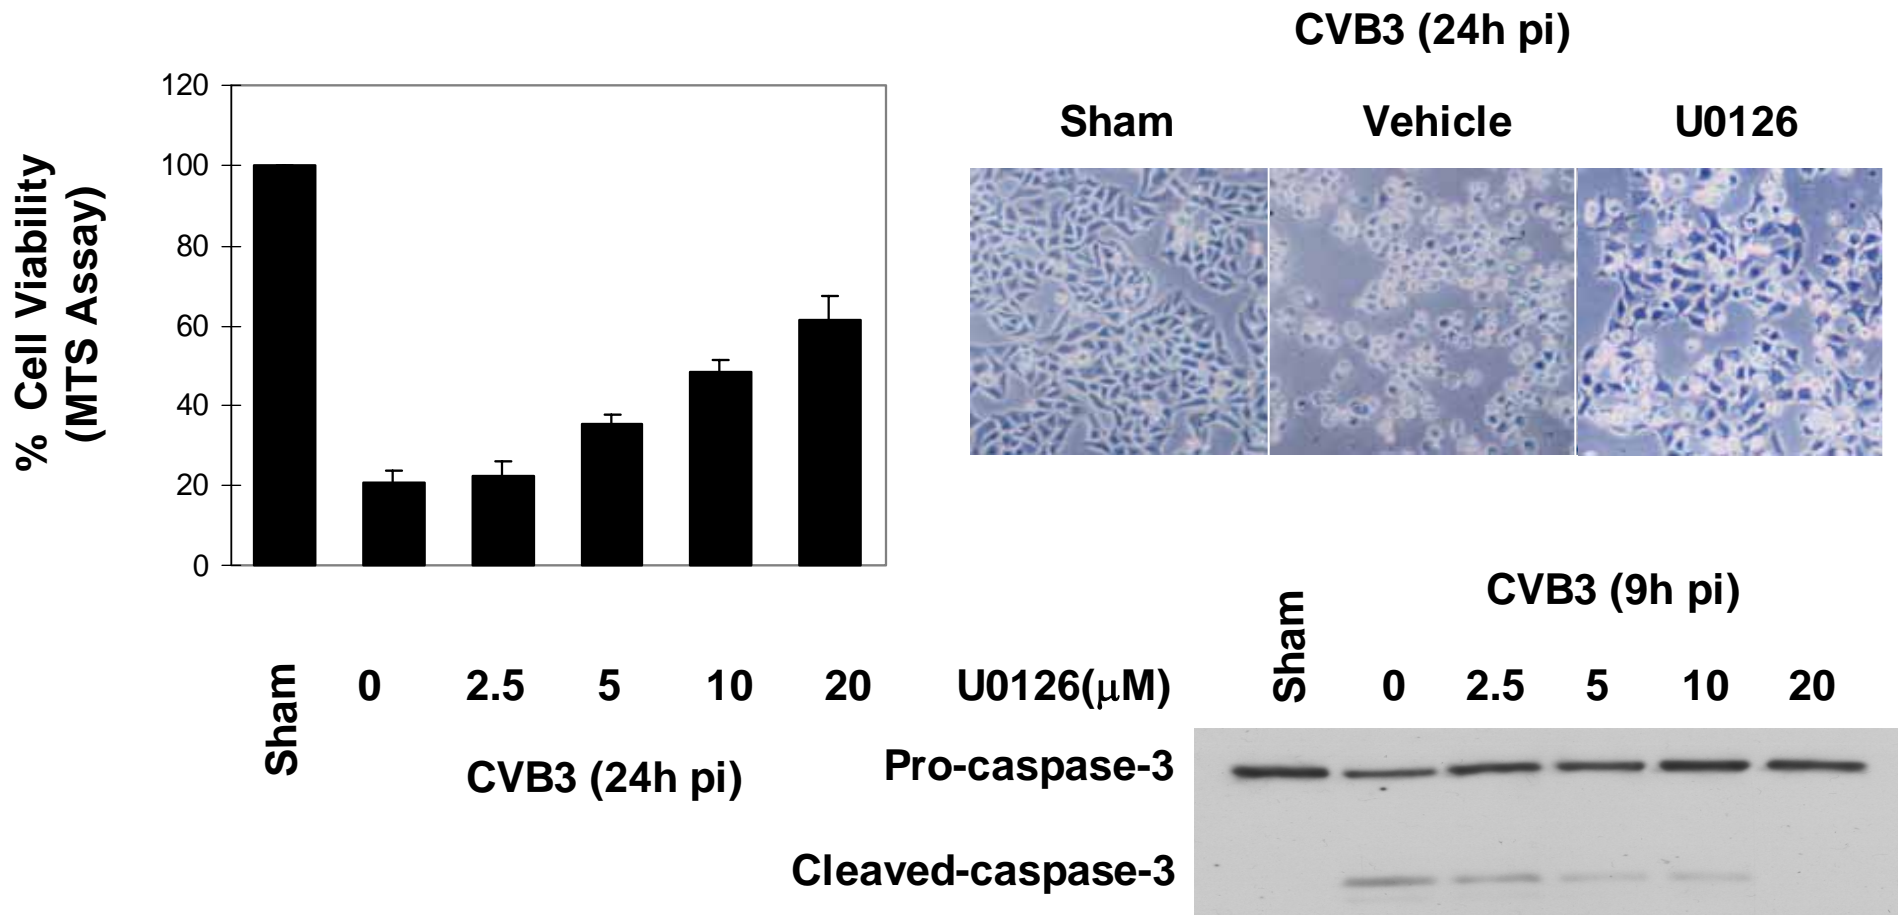 CVB3 (24h pi)
Sham Vehicle U0126
% Cell Viability
(MTS Assay)
120
100
80
60
40
20
0
Sham 0 2.5 5 10 20
CVB3 (24h pi)
CVB3 (9h pi)
U0126(μM) Sham 0 2.5 5 10 20
Pro-caspase-3
Cleaved-caspase-3